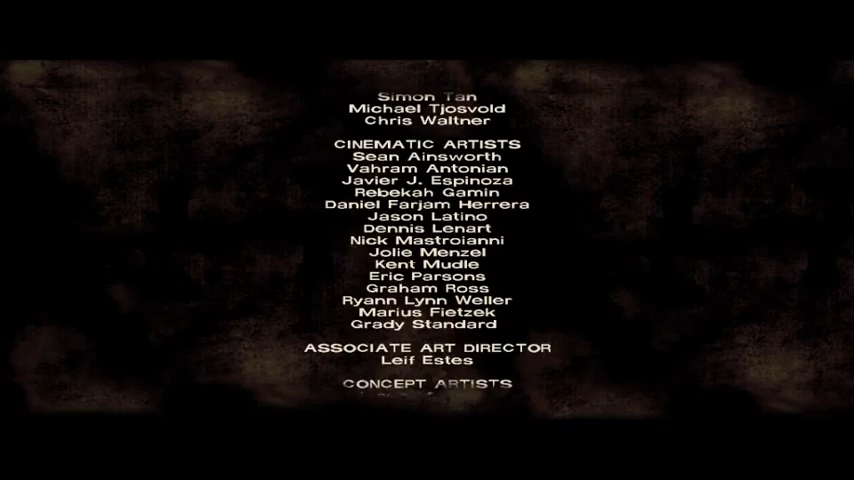 Simon Tan
Michael Tjosvold
Chris Waltner
CINEMATIC ARTISTS
Sean Ainsworth
Vahram Antonian
Javier J. Espinoza
Rebekah Gamin
Daniel Farjam Herrera
Jason Latino
Dennis Lenart
Nick Mastroianni
Jolie Menzel
Kent Mudle
Eric Parsons
Graham Ross
Ryann Lynn Weller
Marius Fietzek
Grady Standard
ASSOCIATE ART DIRECTOR
Leif Estes
CONCEPT ARTISTS